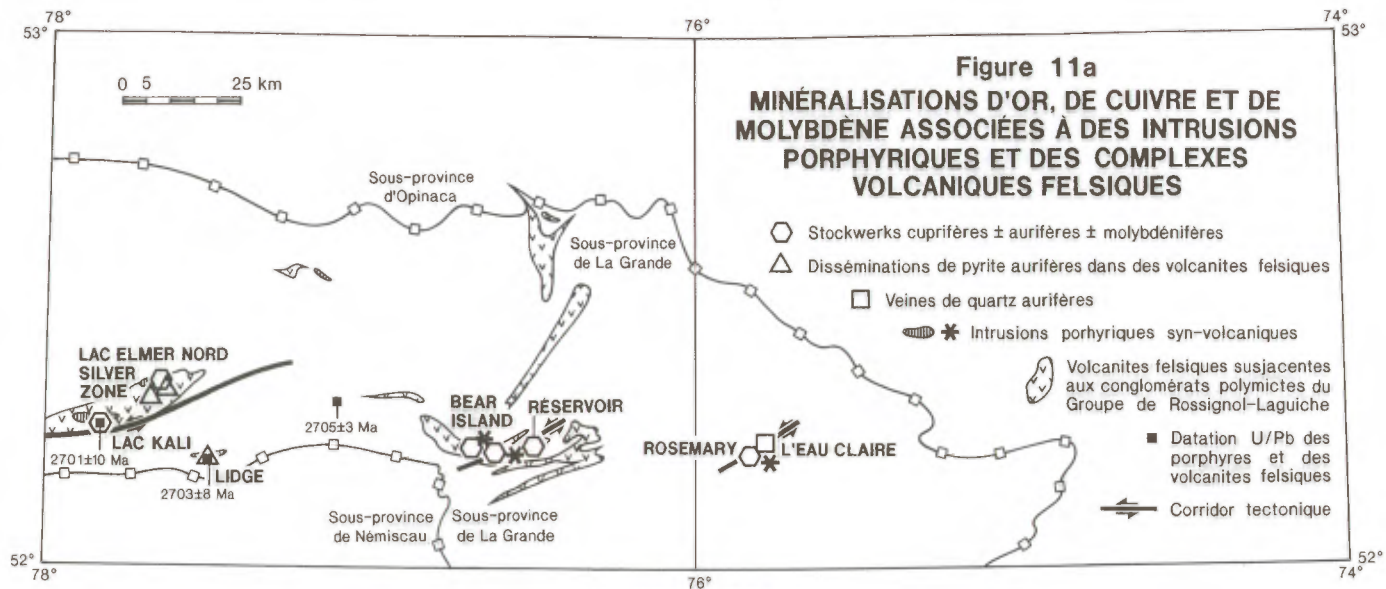 78°
76°
74°
53°
53°
0 5 25 km
Figure 11a
MINÉRALISATIONS D'OR, DE CUIVRE ET DE
MOLYBDÈNE ASSOCIÉES À DES INTRUSIONS
PORPHYRIQUES ET DES COMPLEXES
VOLCANIQUES FELSIQUES
Stockwerks cuprifères ± aurifères ± molybdénifères
Disséminations de pyrite aurifères dans des volcanites felsiques
Veines de quartz aurifères
Intrusions porhyriques syn-volcaniques
Volcanites felsiques susjacentes
aux conglomérats polymictes du
Groupe de Rossignol-Laguiche
Datation U/Pb des
porphyres et des
volcanites felsiques
Corridor tectonique
Sous-province
d'Opinaca
Sous-province
de La Grande
LAC ELMER NORD
SILVER
ZONE
LAC KALI
2701±10 Ma
LIDGE
2703±8 Ma
2705±3 Ma
BEAR
ISLAND
RÉSERVOIR
ROSEMARY
L'EAU CLAIRE
Sous-province
de Némiscau
Sous-province
de La Grande
52°
52°
78°
76°
74°